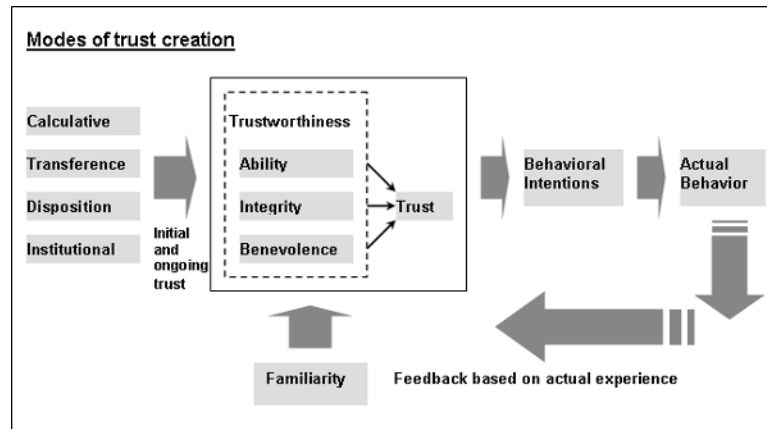 Modes of trust creation
Calculative
Transference
Disposition
Institutional
Initial
and
ongoing
trust
Trustworthiness
Ability
Integrity
Benevolence
Trust
Behavioral
Intentions
Actual
Behavior
Familiarity
Feedback based on actual experience